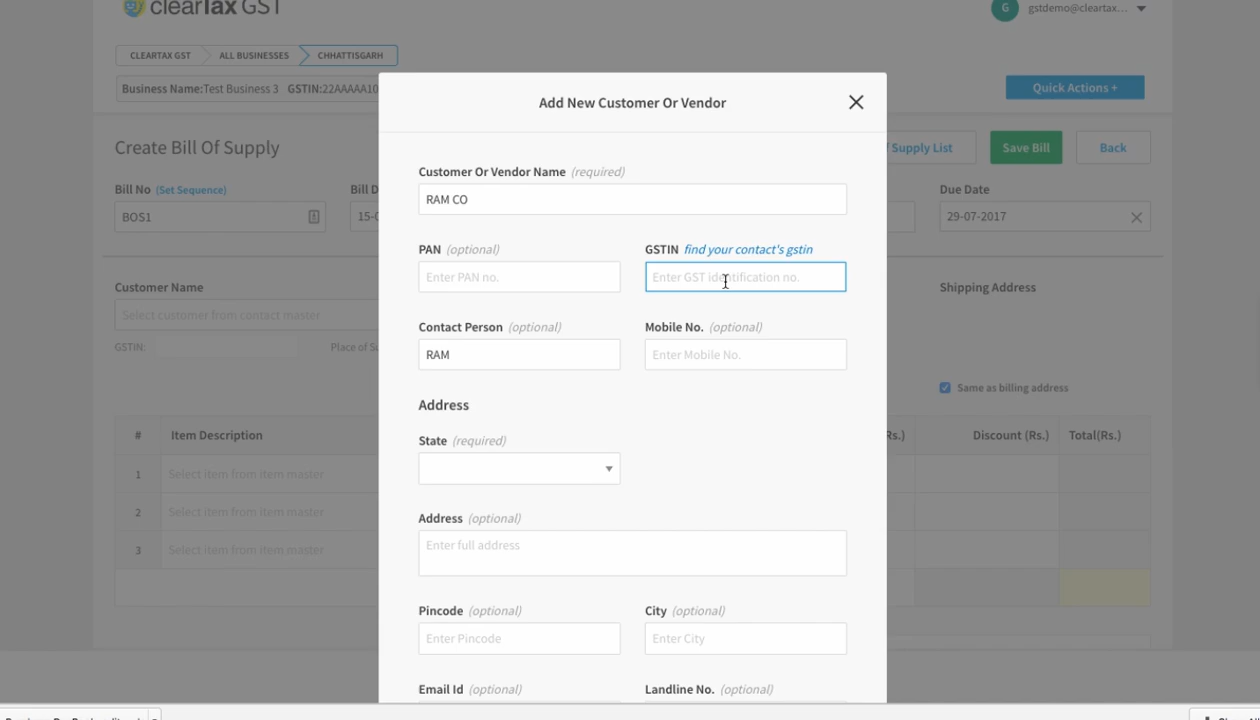 clearTax GST
G gstdemo@cleartax...
CLEARTAX GST ALL BUSINESSES CHHATTISGARH
Business Name:Test Business 3 GSTIN:22AAAAA10
Quick Actions +
Add New Customer Or Vendor
Create Bill Of Supply
Supply List
Save Bill
Back
Bill No (Set Sequence)
Bill D
Due Date
BOS1
15-0
29-07-2017
Customer Or Vendor Name (required)
RAM CO
PAN (optional)
GSTIN find your contact's gstin
Enter PAN no.
Enter GST identification no.
Customer Name
Shipping Address
Select customer from contact master
GSTIN:
Place of Su
Contact Person (optional)
Mobile No. (optional)
RAM
Enter Mobile No.
Same as billing address
Address
# Item Description
Rs.) Discount (Rs.) Total(Rs.)
State (required)
1 Select item from item master
2 Select item from item master
3 Select item from item master
Address (optional)
Enter full address
Pincode (optional)
City (optional)
Enter Pincode
Enter City
Email Id (optional)
Landline No. (optional)